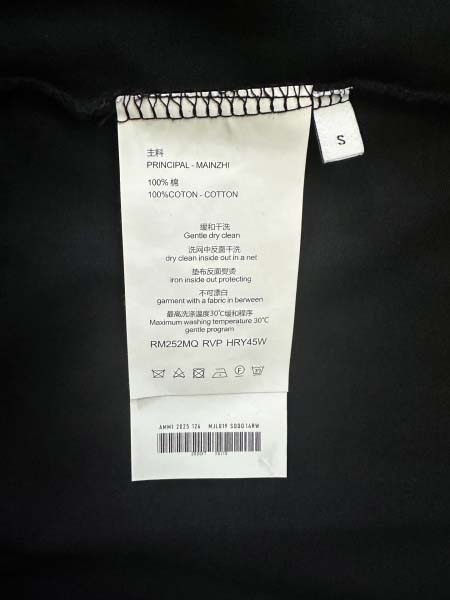 S
主料
PRINCIPAL - MAINZHI
100% 棉
100%COTON - COTTON
缓和干洗
Gentle dry clean
洗网中反面干洗
dry clean inside out in a net
垫布反面熨烫
iron inside out protecting
不可漂白
garment with a fabric in berween
最高洗涤温度30℃缓和程序
Maximum washing temperature 30℃
gentle program
RM252MQ RVP HRY45W
AMMI 2025 126 MJL019 S00Q14RW